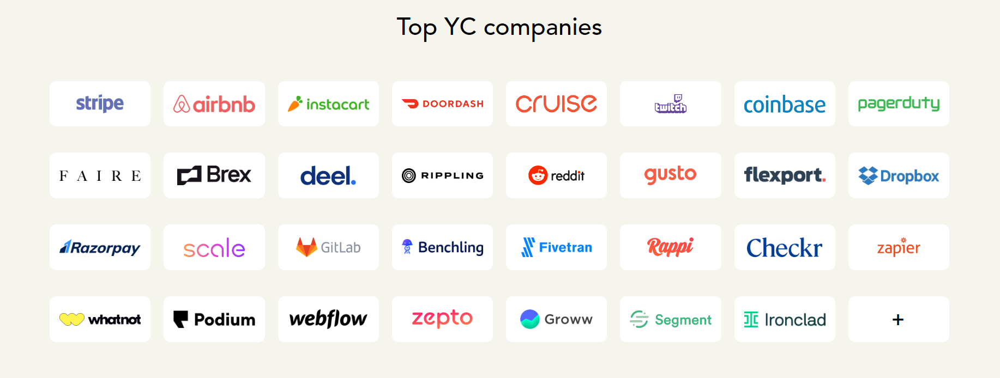 Top YC companies
stripe airbnb instacart DOORDASH cruise twitch coinbase pagerduty
FAIRE Brex deel. RIPPLING reddit gusto flexport. Dropbox
Razorpay scale GitLab Benchling Fivetran Rappi Checkr zapier
whatnot Podium webflow zepto Groww Segment Ironclad +